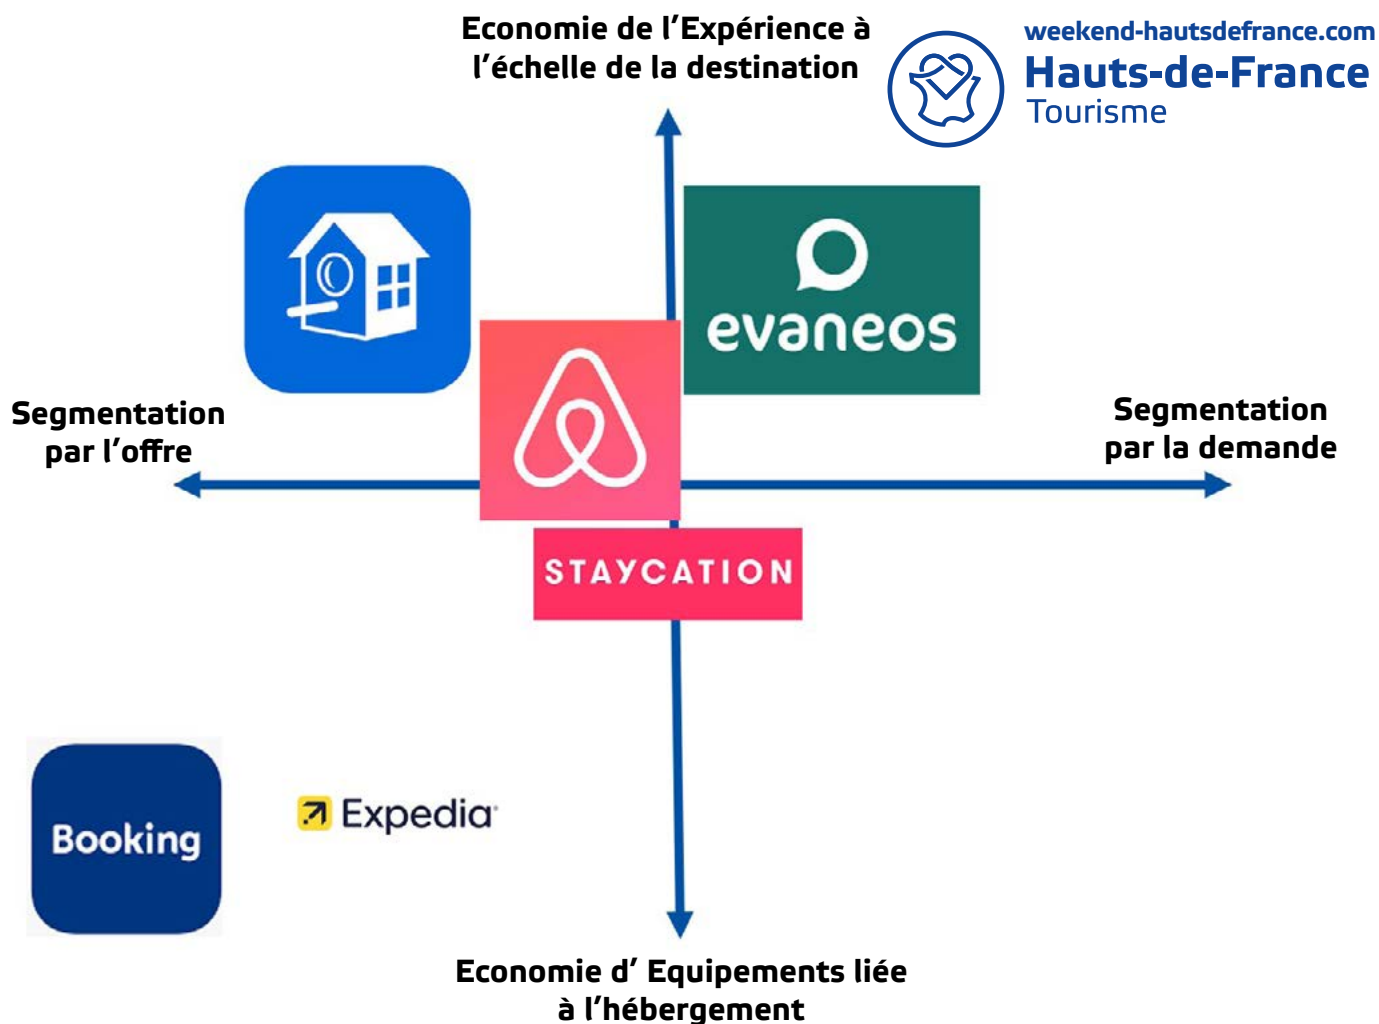 Economie de l’Expérience à
l’échelle de la destination
weekend-hautsdefrance.com
Hauts-de-France
Tourisme
evaneos
Segmentation
par l’offre
Segmentation
par la demande
STAYCATION
Booking
Expedia
Economie d’ Equipements liée
à l’hébergement